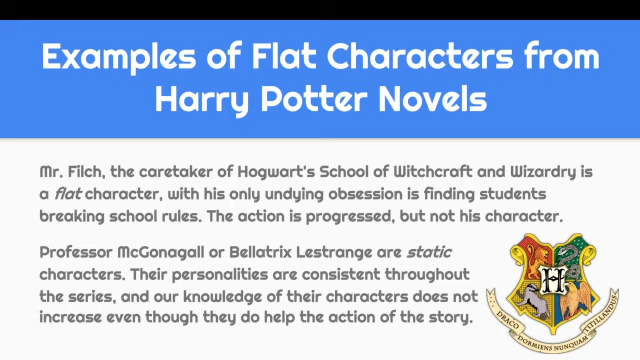 Examples of Flat Characters from
Harry Potter Novels
Mr. Filch, the caretaker of Hogwart's School of Witchcraft and Wizardry is
a flat character, with his only undying obsession is finding students
breaking school rules. The action is progressed, but not his character.
Professor McGonagall or Bellatrix Lestrange are static
characters. Their personalities are consistent throughout
the series, and our knowledge of their characters does not
increase even though they do help the action of the story.
H
DRACO DORMIENS NUNQUAM TITILLANDUS